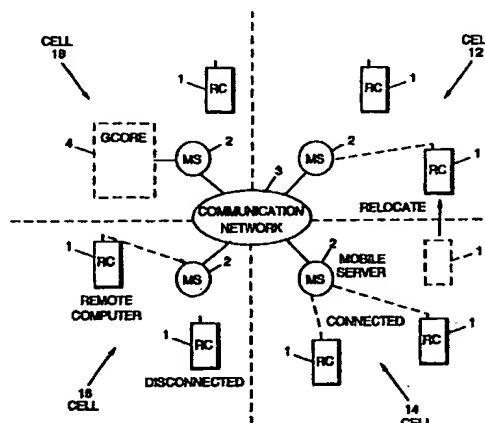 CELL
18
1
RC
1
RC
CEL
12
GCORE
4
MS
2
MS
2
1
RC
3
COMMUNICATION
NETWORK
RELOCATE
1
RC
MS
2
2
MS
MOBILE
SERVER
1
REMOTE
COMPUTER
CONNECTED
1
RC
DISCONNECTED
1
RC
RC
1
16
CELL
14
CELL